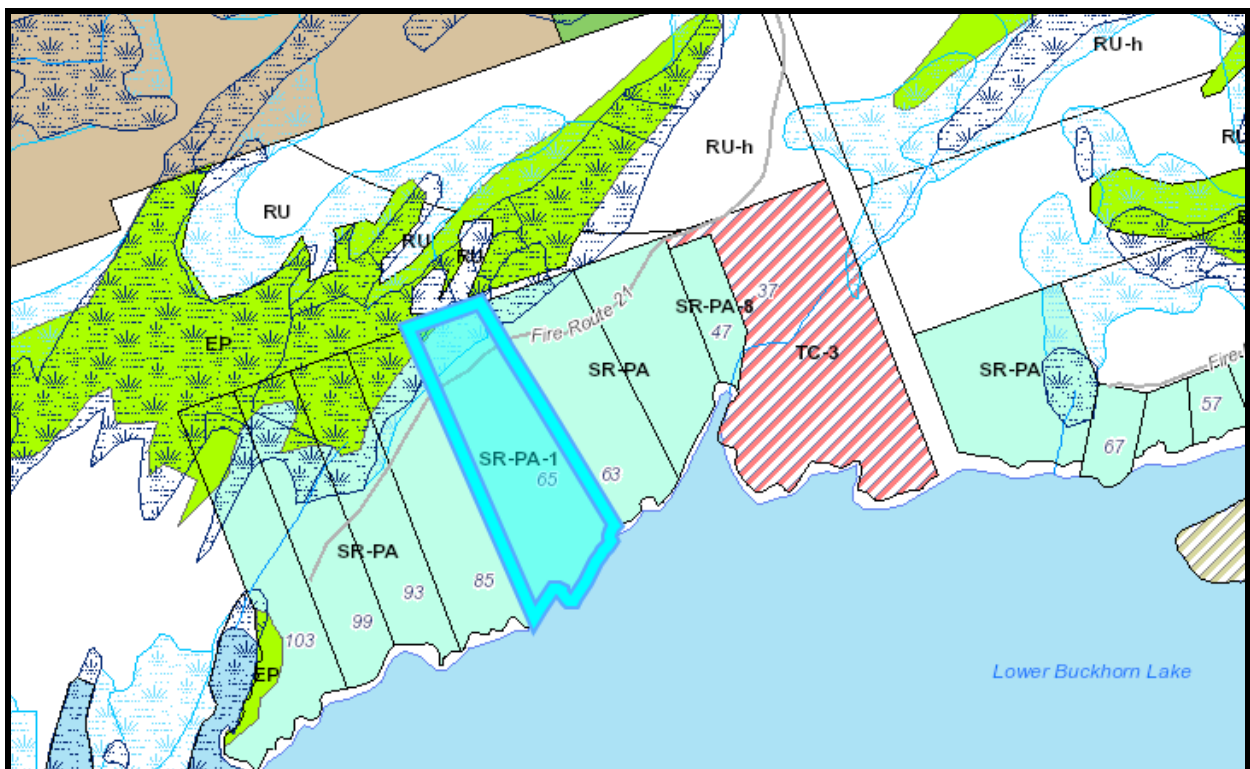 RU-h
RU
RU-h
RU
RU
EP
Fire-Route-21
SR-PA-8
37
47
TC-3
SR-PA
SR-PA
57
67
SR-PA-1
65
63
SR-PA
85
93
99
103
EP
Lower Buckhorn Lake